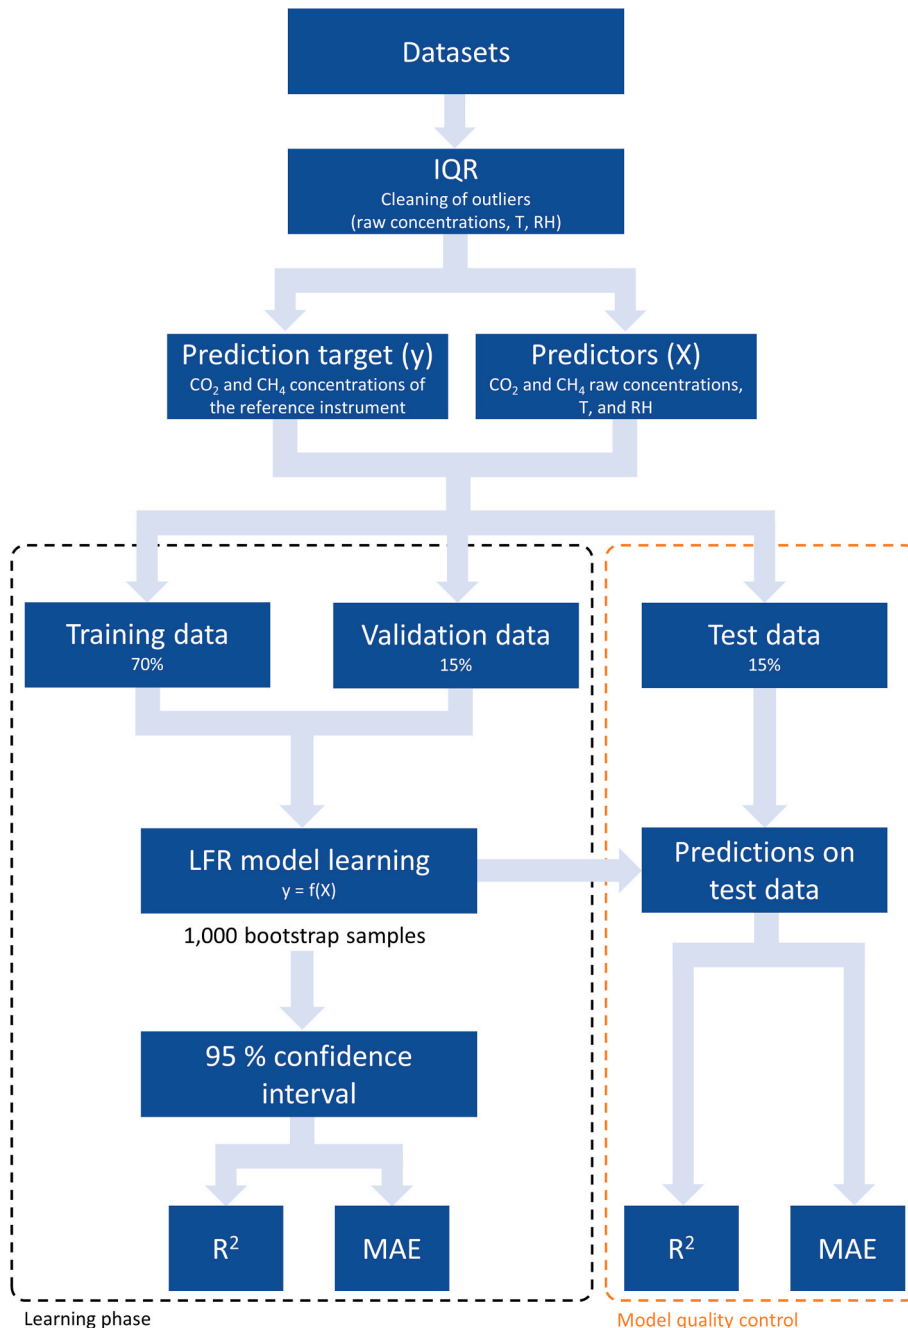 Datasets
IQR
Cleaning of outliers
(raw concentrations, T, RH)
Prediction target (y)
CO₂ and CH₄ concentrations of
the reference instrument
Predictors (X)
CO₂ and CH₄ raw concentrations,
T, and RH
Training data
70%
Validation data
15%
Test data
15%
LFR model learning
y = f(X)
1,000 bootstrap samples
Predictions on
test data
95 % confidence
interval
R²
MAE
R²
MAE
Learning phase
Model quality control